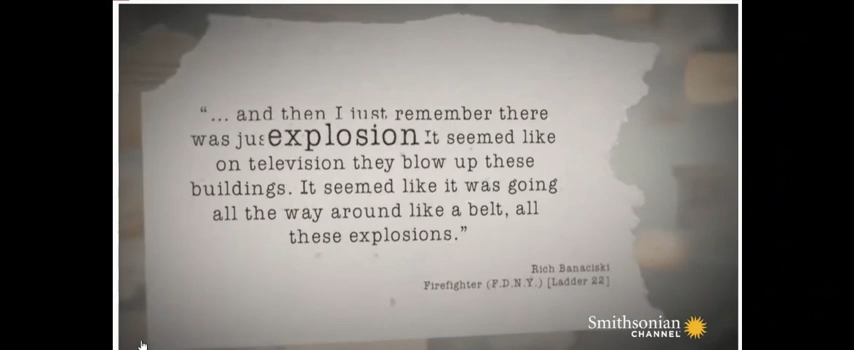 “... and then I just remember there
was jus explosion It seemed like
on television they blow up these
buildings. It seemed like it was going
all the way around like a belt, all
these explosions.”
Rich Banaciski
Firefighter (F.D.N.Y.) [Ladder 22]
Smithsonian
CHANNEL